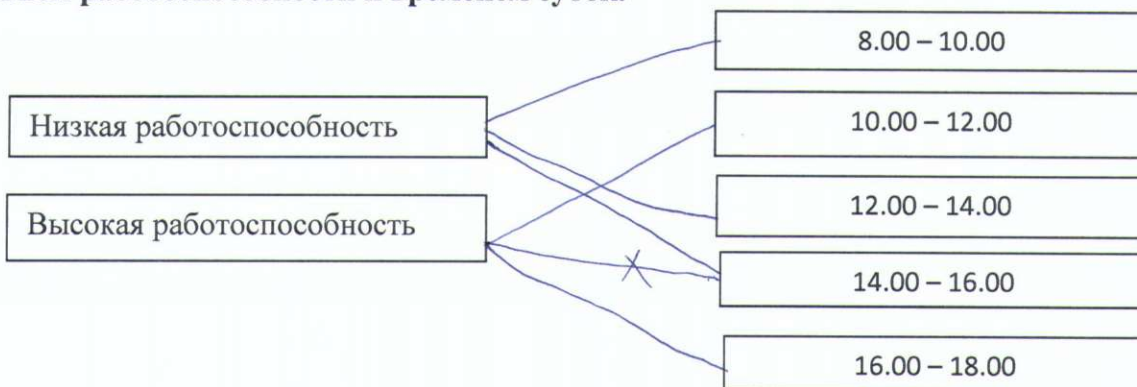 Низкая работоспособность
Высокая работоспособность
8.00 – 10.00
10.00 – 12.00
12.00 – 14.00
14.00 – 16.00
16.00 – 18.00